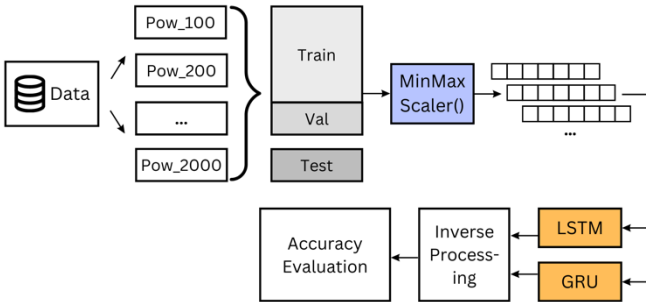 Data
Pow_100
Pow_200
...
Pow_2000
Train
Val
Test
MinMax
Scaler()
...
LSTM
GRU
Inverse
Process-
ing
Accuracy
Evaluation